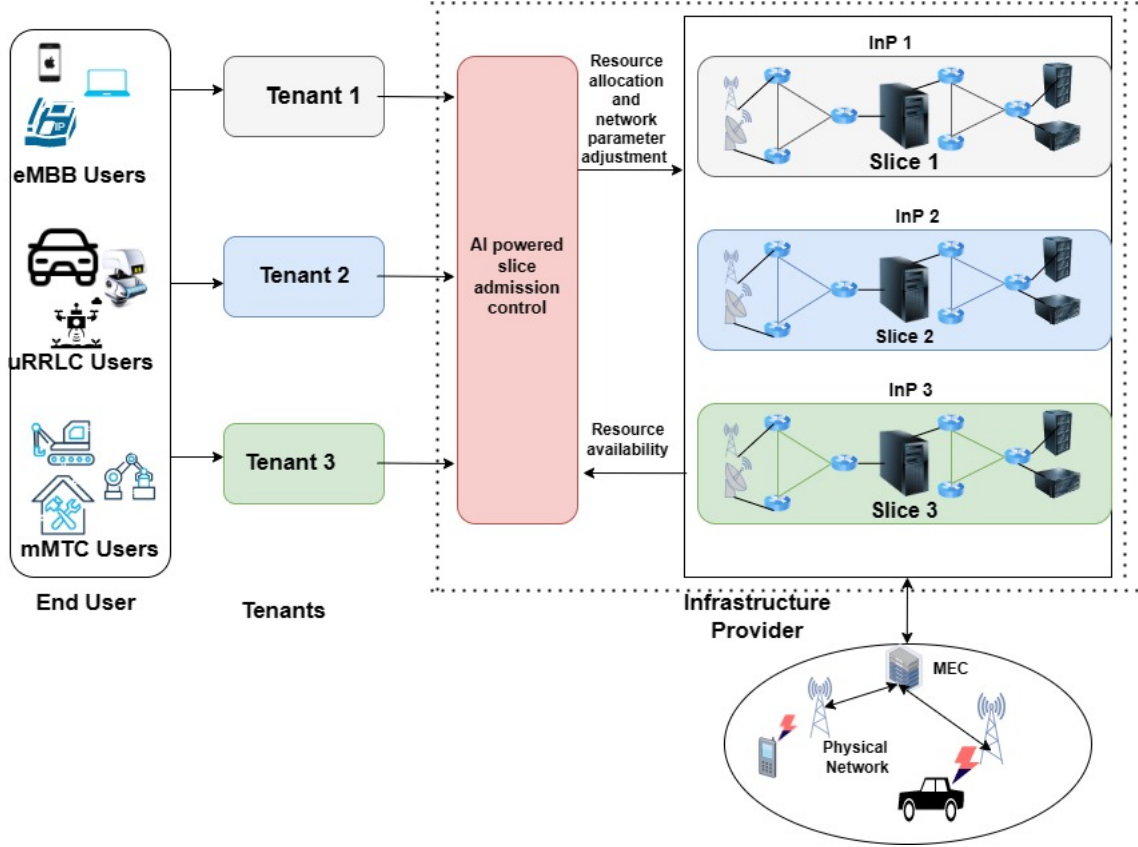 IP
eMBB Users
uRRLC Users
mMTC Users
End User
Tenant 1
Tenant 2
Tenant 3
Tenants
AI powered
slice
admission
control
Resource
allocation
and
network
parameter
adjustment
Resource
availability
InP 1
Slice 1
InP 2
Slice 2
InP 3
Slice 3
Infrastructure
Provider
MEC
Physical
Network